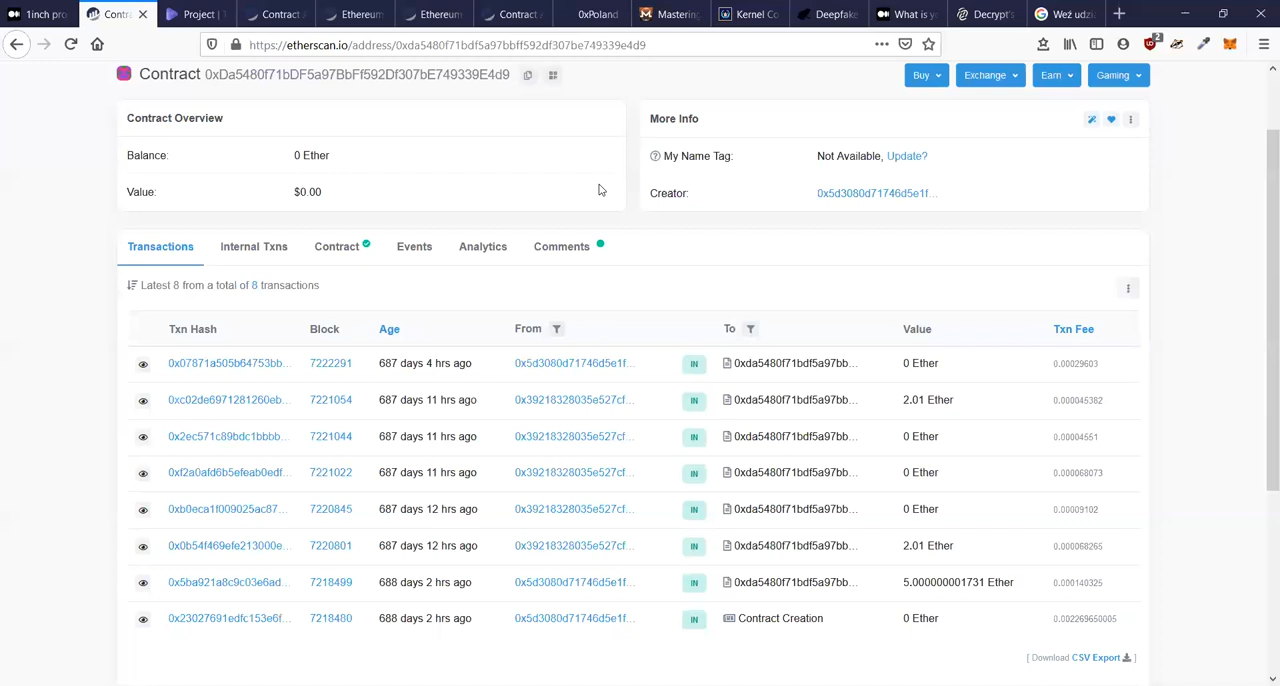 1inch pro
Contra
Project | T
Contract A
Ethereum
Ethereum
Contract A
0xPoland
Mastering
Kernel Co
Deepfake
What is yo
Decrypt's
Weź udzia
https://etherscan.io/address/0xda5480f71bdf5a97bbff592df307be749339e4d9
2
Contract 0xDa5480f71bDF5a97BbFf592Df307bE749339E4d9
Buy
Exchange
Earn
Gaming
Contract Overview
Balance: 0 Ether
Value: $0.00
More Info
My Name Tag: Not Available, Update?
Creator: 0x5d3080d71746d5e1f...
Transactions Internal Txns Contract Events Analytics Comments
Latest 8 from a total of 8 transactions
Txn Hash Block Age From To Value Txn Fee
0x07871a505b64753bb... 7222291 687 days 4 hrs ago 0x5d3080d71746d5e1f... IN 0xda5480f71bdf5a97bb... 0 Ether 0.00029603
0xc02de6971281260eb... 7221054 687 days 11 hrs ago 0x39218328035e527cf... IN 0xda5480f71bdf5a97bb... 2.01 Ether 0.000045382
0x2ec571c89bdc1bbbb... 7221044 687 days 11 hrs ago 0x39218328035e527cf... IN 0xda5480f71bdf5a97bb... 0 Ether 0.00004551
0xf2a0afd6b5efeab0edf... 7221022 687 days 11 hrs ago 0x39218328035e527cf... IN 0xda5480f71bdf5a97bb... 0 Ether 0.000068073
0xb0eca1f009025ac87... 7220845 687 days 12 hrs ago 0x39218328035e527cf... IN 0xda5480f71bdf5a97bb... 0 Ether 0.00009102
0x0b54f469efe213000e... 7220801 687 days 12 hrs ago 0x39218328035e527cf... IN 0xda5480f71bdf5a97bb... 2.01 Ether 0.000068265
0x5ba921a8c9c03e6ad... 7218499 688 days 2 hrs ago 0x5d3080d71746d5e1f... IN 0xda5480f71bdf5a97bb... 5.000000001731 Ether 0.000140325
0x23027691edfc153e6f... 7218480 688 days 2 hrs ago 0x5d3080d71746d5e1f... IN Contract Creation 0 Ether 0.002269650005
[ Download CSV Export ]